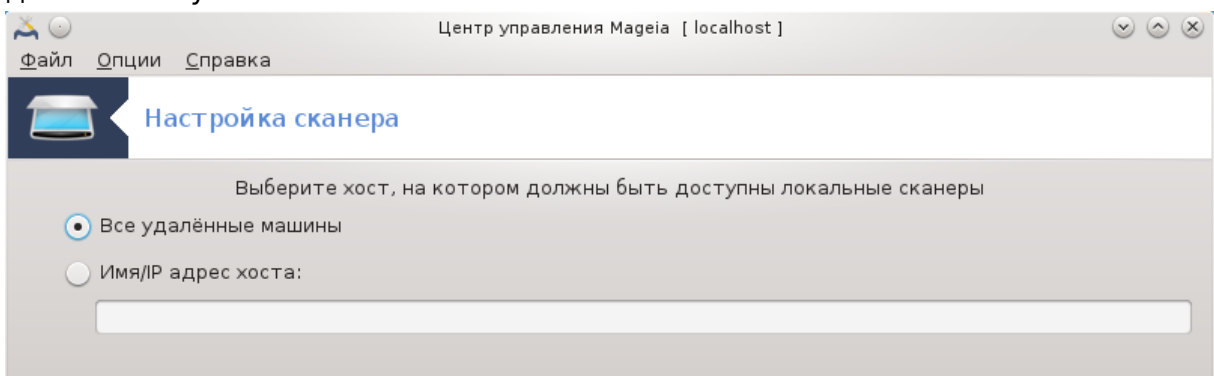 Центр управления Mageia [ localhost ]
Файл Опции Справка
Настройка сканера
Выберите хост, на котором должны быть доступны локальные сканеры
Все удалённые машины
Имя/IP адрес хоста: